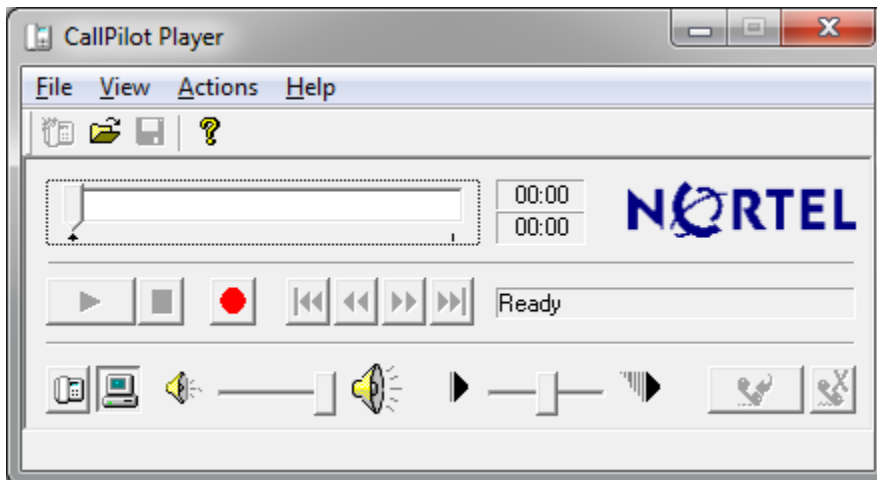 CallPilot Player
File View Actions Help
00:00
00:00
NORTEL
Ready